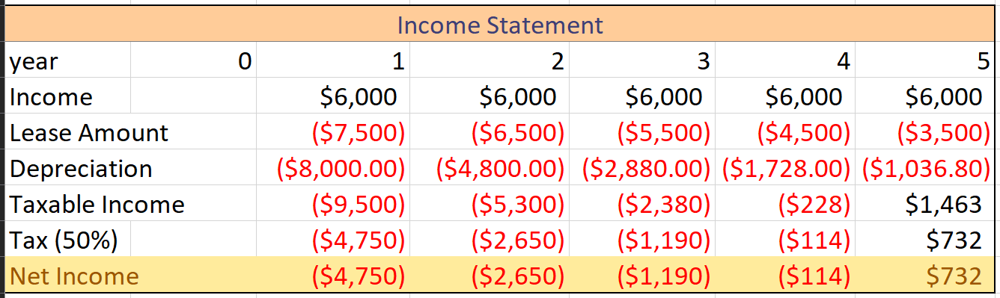 Income Statement
year 0 1 2 3 4 5
Income $6,000 $6,000 $6,000 $6,000 $6,000
Lease Amount ($7,500) ($6,500) ($5,500) ($4,500) ($3,500)
Depreciation ($8,000.00) ($4,800.00) ($2,880.00) ($1,728.00) ($1,036.80)
Taxable Income ($9,500) ($5,300) ($2,380) ($228) $1,463
Tax (50%) ($4,750) ($2,650) ($1,190) ($114) $732
Net Income ($4,750) ($2,650) ($1,190) ($114) $732